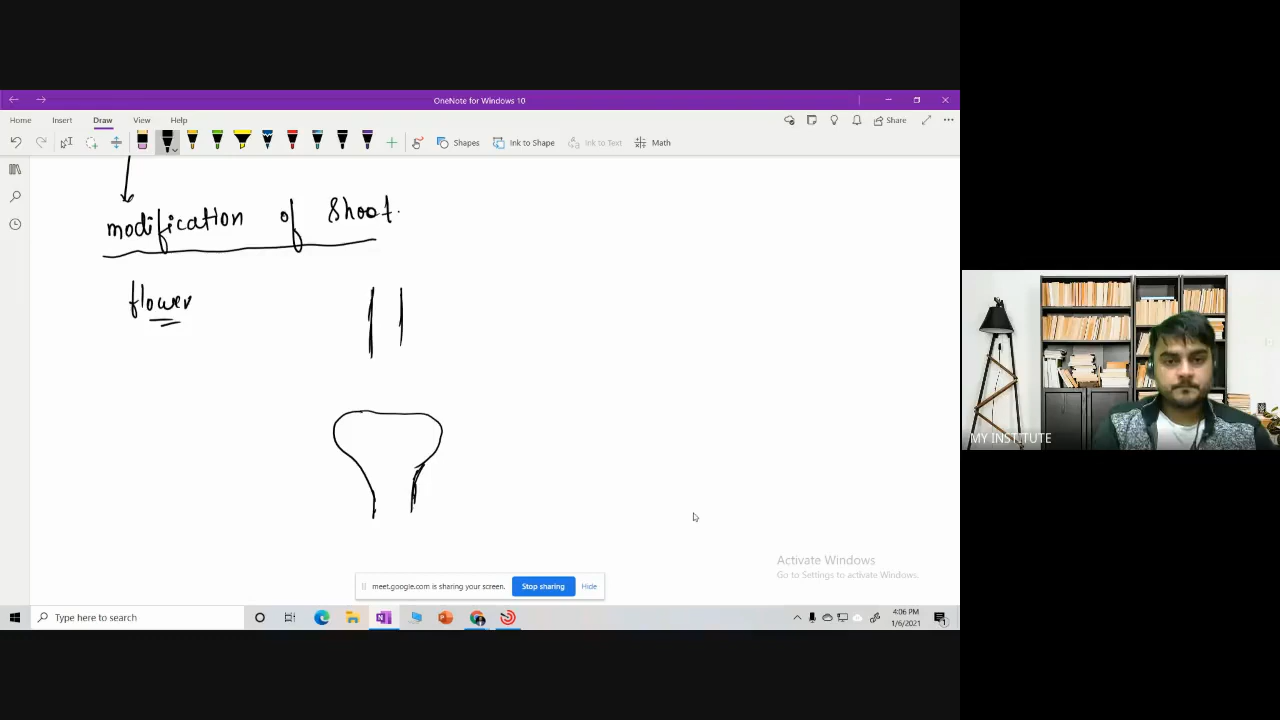 OneNote for Windows 10
Home Insert Draw View Help Share
Shapes Ink to Shape Ink to Text Math
modification of Shoot.
flower
MY INSTITUTE
Activate Windows
Go to Settings to activate Windows.
meet.google.com is sharing your screen. Stop sharing Hide
Type here to search
4:06 PM
1/6/2021